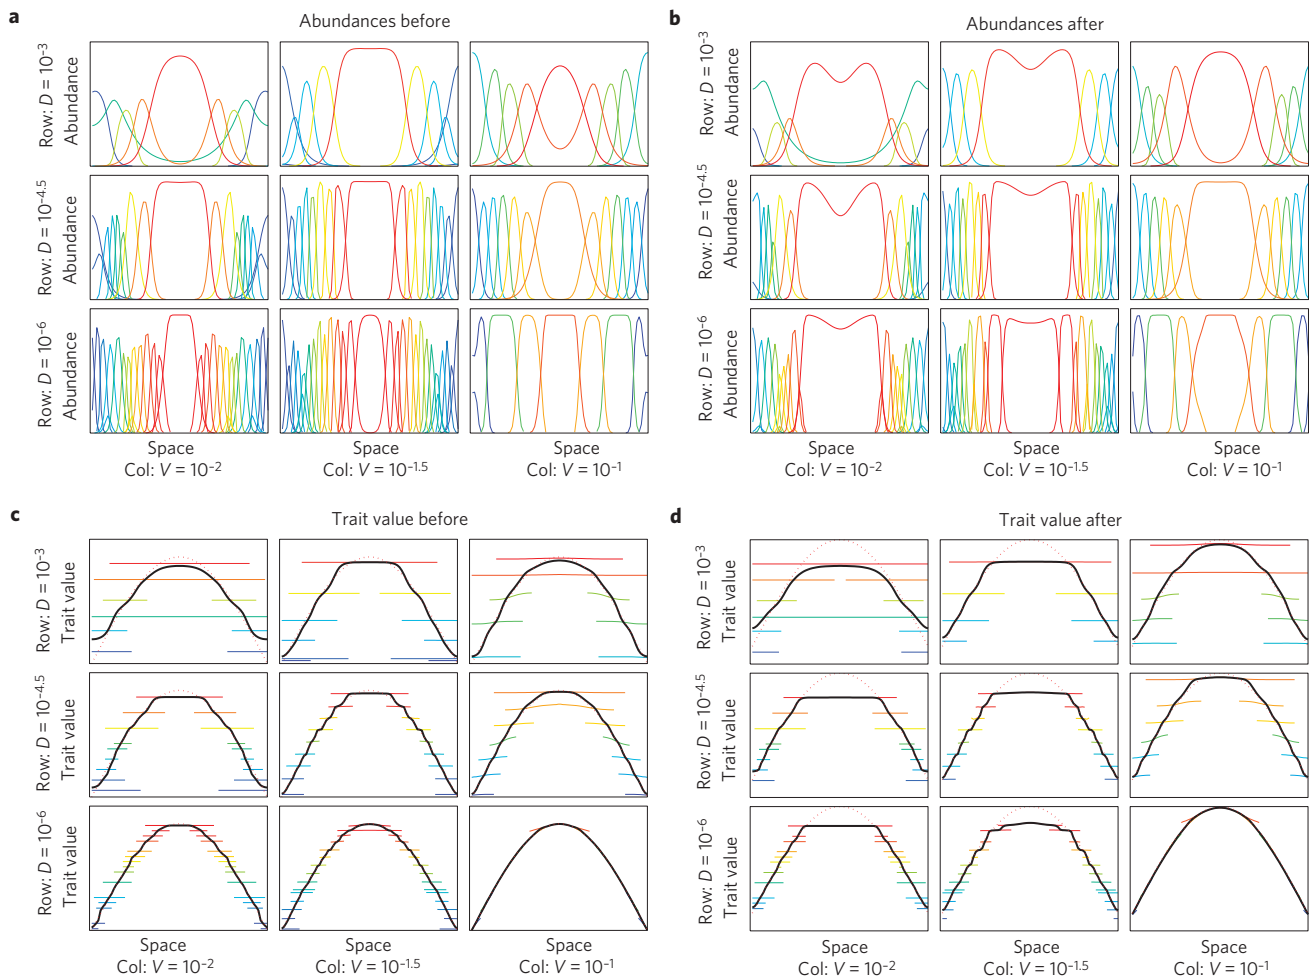 a
Abundances before
Row: D = 10⁻³
Abundance
Row: D = 10⁻⁴·⁵
Abundance
Row: D = 10⁻⁶
Abundance
Space
Col: V = 10⁻²
Space
Col: V = 10⁻¹·⁵
Space
Col: V = 10⁻¹
b
Abundances after
Row: D = 10⁻³
Abundance
Row: D = 10⁻⁴·⁵
Abundance
Row: D = 10⁻⁶
Abundance
Space
Col: V = 10⁻²
Space
Col: V = 10⁻¹·⁵
Space
Col: V = 10⁻¹
c
Trait value before
Row: D = 10⁻³
Trait value
Row: D = 10⁻⁴·⁵
Trait value
Row: D = 10⁻⁶
Trait value
Space
Col: V = 10⁻²
Space
Col: V = 10⁻¹·⁵
Space
Col: V = 10⁻¹
d
Trait value after
Row: D = 10⁻³
Trait value
Row: D = 10⁻⁴·⁵
Trait value
Row: D = 10⁻⁶
Trait value
Space
Col: V = 10⁻²
Space
Col: V = 10⁻¹·⁵
Space
Col: V = 10⁻¹